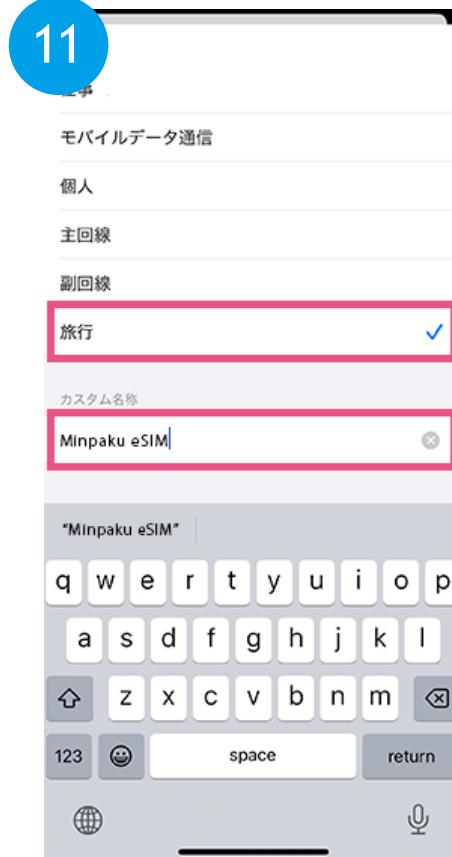 11
モバイルデータ通信
個人
主回線
副回線
旅行
カスタム名称
Minpaku eSIM
“Minpaku eSIM”
q w e r t y u i o p
a s d f g h j k l
z x c v b n m
123 space return